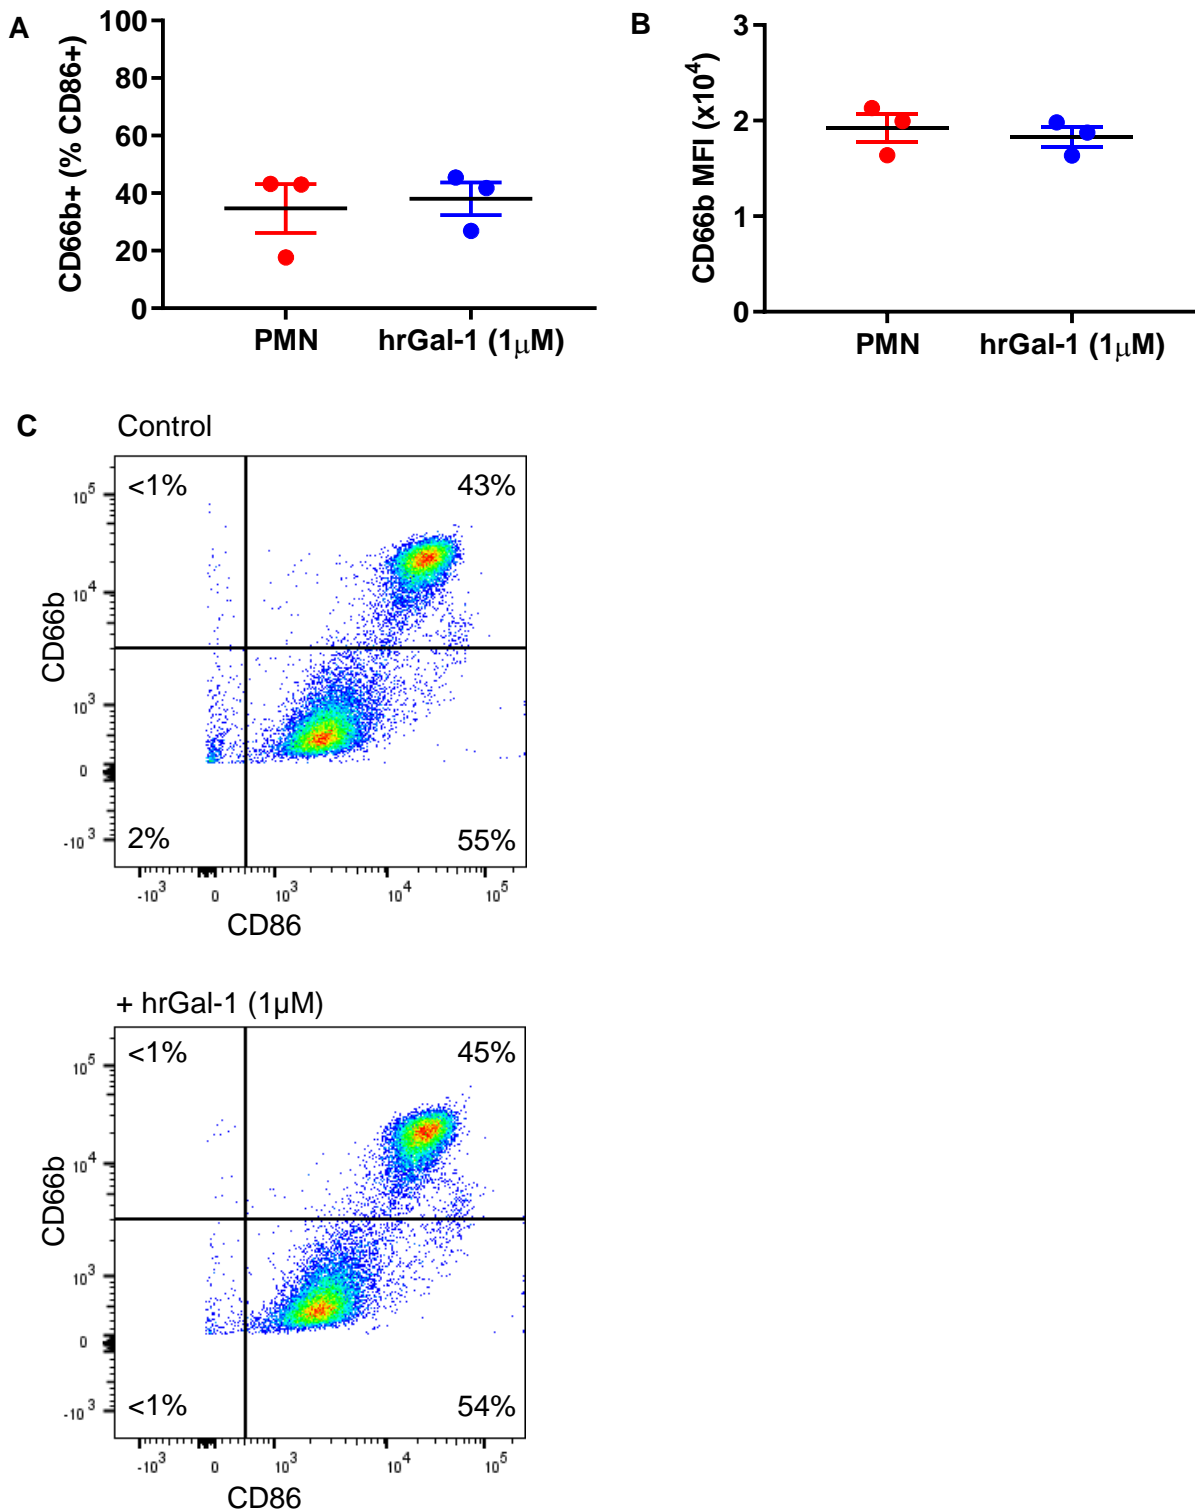 A
CD66b+ (% CD86+)
100
80
60
40
20
0
PMN
hrGal-1 (1μM)
B
CD66b MFI (x10⁴)
3
2
1
0
PMN
hrGal-1 (1μM)
C
Control
CD66b
10⁵
10⁴
10³
0
-10³
<1%
43%
2%
55%
-10³ 0 10³ 10⁴ 10⁵
CD86
+ hrGal-1 (1µM)
CD66b
10⁵
10⁴
10³
0
-10³
<1%
45%
<1%
54%
-10³ 0 10³ 10⁴ 10⁵
CD86